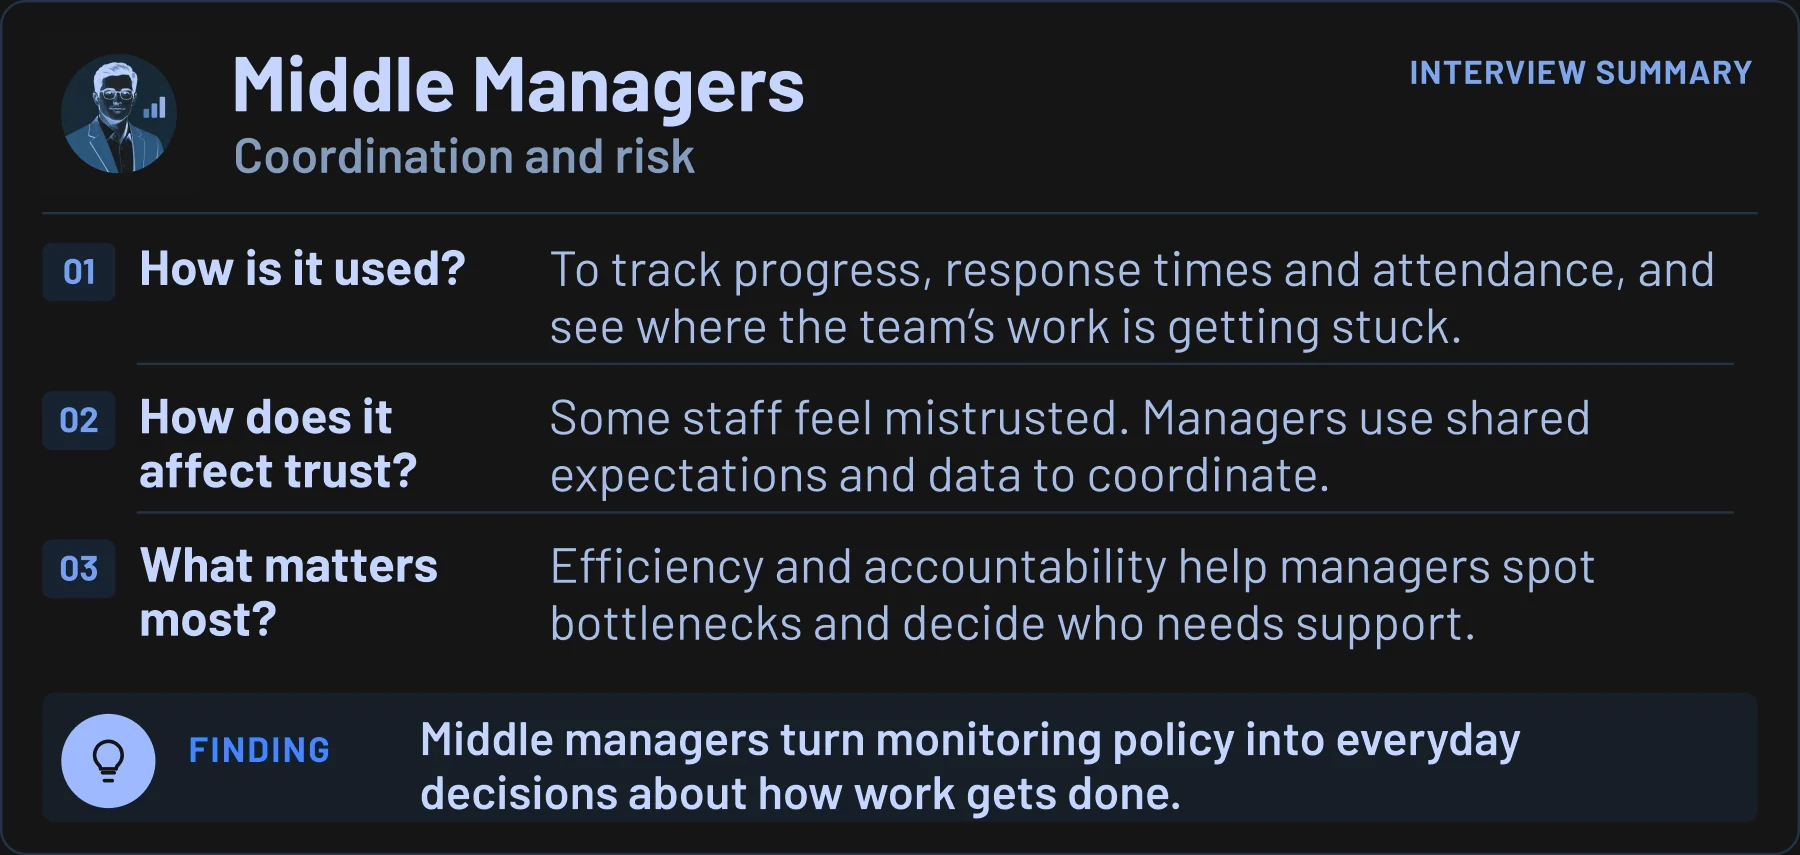 Middle Managers
INTERVIEW SUMMARY
Coordination and risk
01
How is it used?
To track progress, response times and attendance, and
see where the team’s work is getting stuck.
02
How does it
affect trust?
Some staff feel mistrusted. Managers use shared
expectations and data to coordinate.
03
What matters
most?
Efficiency and accountability help managers spot
bottlenecks and decide who needs support.
FINDING
Middle managers turn monitoring policy into everyday
decisions about how work gets done.